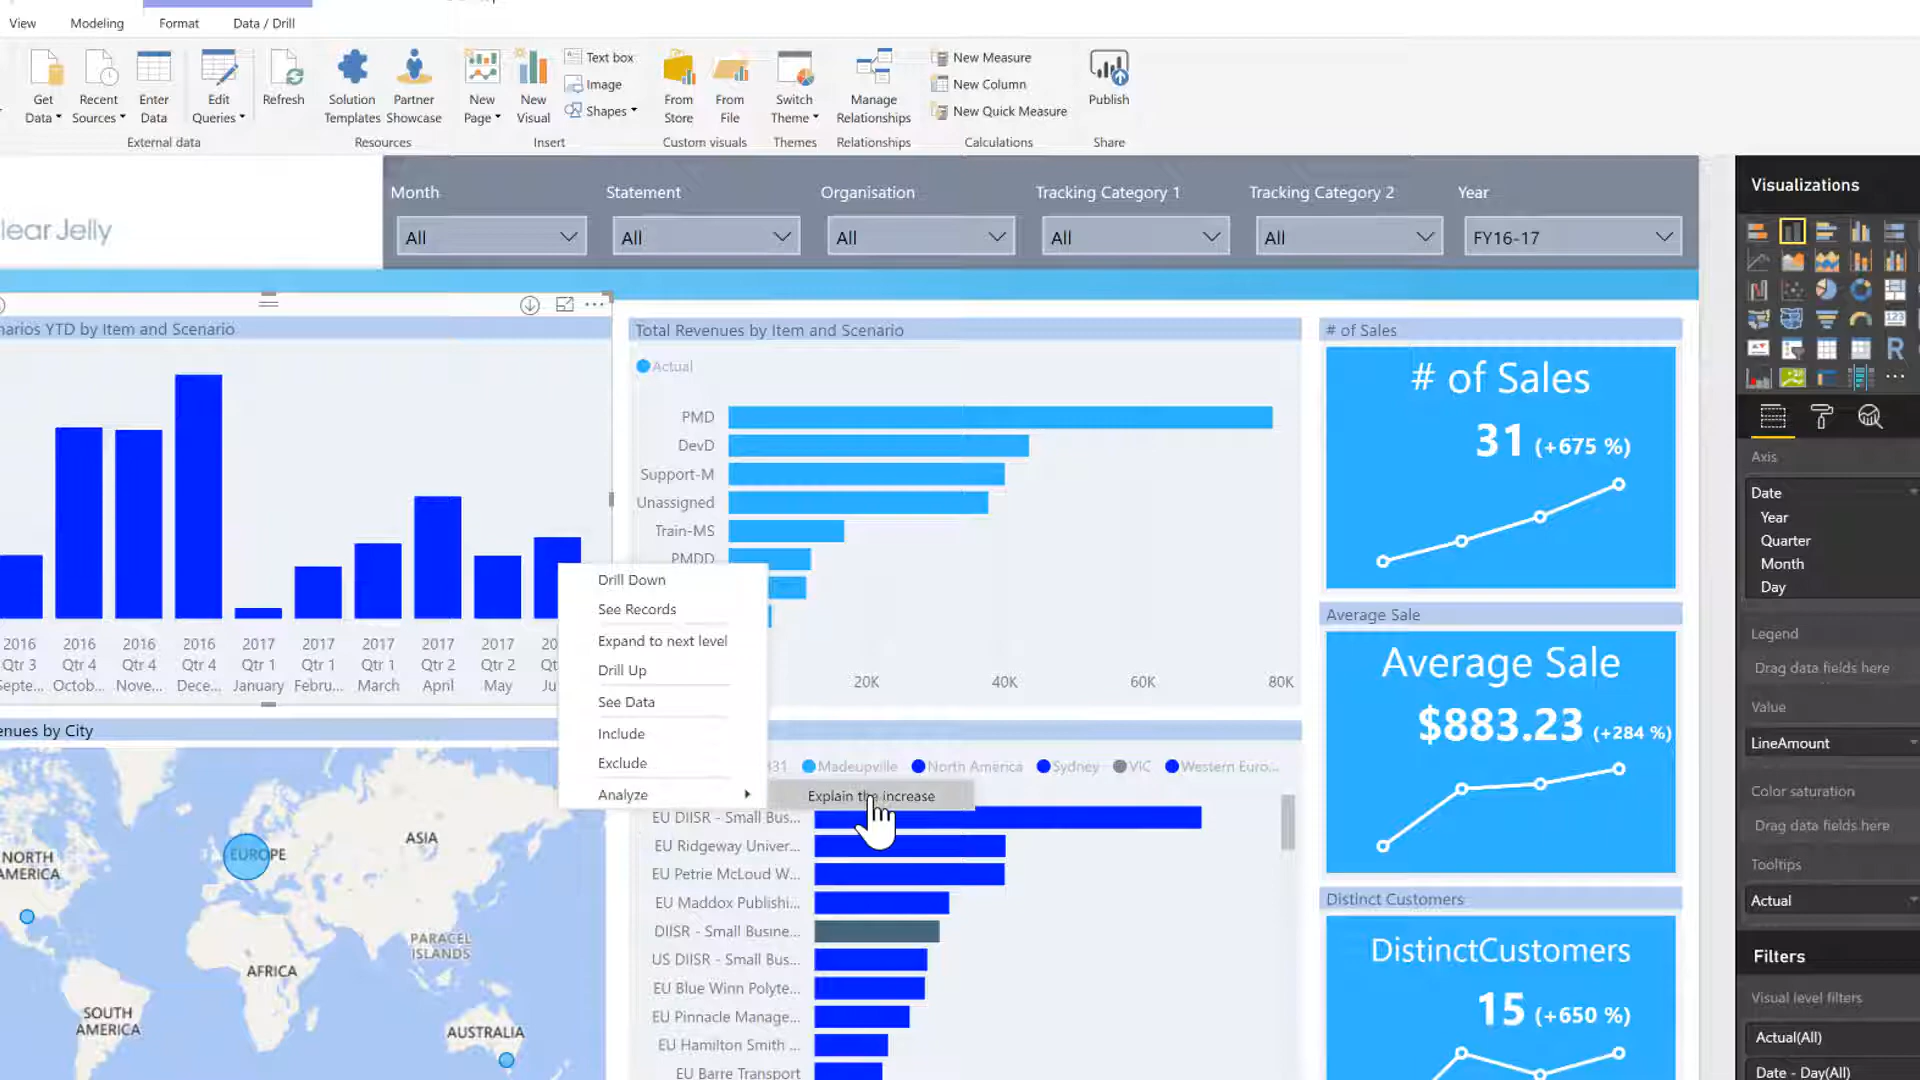 View Modeling Format Data / Drill
Get Data Recent Sources Enter Data Edit Queries Refresh
Solution Templates Partner Showcase
New Page New Visual Text box Image Shapes
From Store From File Switch Theme Manage Relationships
New Measure
New Column
New Quick Measure
Publish
External data Resources Insert Custom visuals Themes Relationships Calculations Share
lear Jelly
Month Statement Organisation Tracking Category 1 Tracking Category 2 Year
All All All All All FY16-17
narios YTD by Item and Scenario
2016 2016 2016 2016 2017 2017 2017 2017 2017 20
Qtr 3 Qtr 4 Qtr 4 Qtr 4 Qtr 1 Qtr 1 Qtr 1 Qtr 2 Qtr 2 Qt
epte... Octob... Nove... Dece... January Febru... March April May Ju
Total Revenues by Item and Scenario
Actual
PMD
DevD
Support-M
Unassigned
Train-MS
PMDD
20K 40K 60K 80K
Drill Down
See Records
Expand to next level
Drill Up
See Data
Include
Exclude
Analyze
Explain the increase
# of Sales
# of Sales
31 (+675 %)
Average Sale
Average Sale
$883.23 (+284 %)
Distinct Customers
DistinctCustomers
15 (+650 %)
enues by City
NORTH AMERICA
EUROPE
ASIA
PARACEL ISLANDS
AFRICA
SOUTH AMERICA
AUSTRALIA
31 Madeupville North America Sydney VIC Western Euro...
EU DIISR - Small Bus...
EU Ridgeway Univer...
EU Petrie McLoud W...
EU Maddox Publishi...
DIISR - Small Busine...
US DIISR - Small Bus...
EU Blue Winn Polyte...
EU Pinnacle Manage...
EU Hamilton Smith ...
EU Barre Transport
Visualizations
123
R
Axis
Date
Year
Quarter
Month
Day
Legend
Drag data fields here
Value
LineAmount
Color saturation
Drag data fields here
Tooltips
Actual
Filters
Visual level filters
Actual(All)
Date - Day(All)